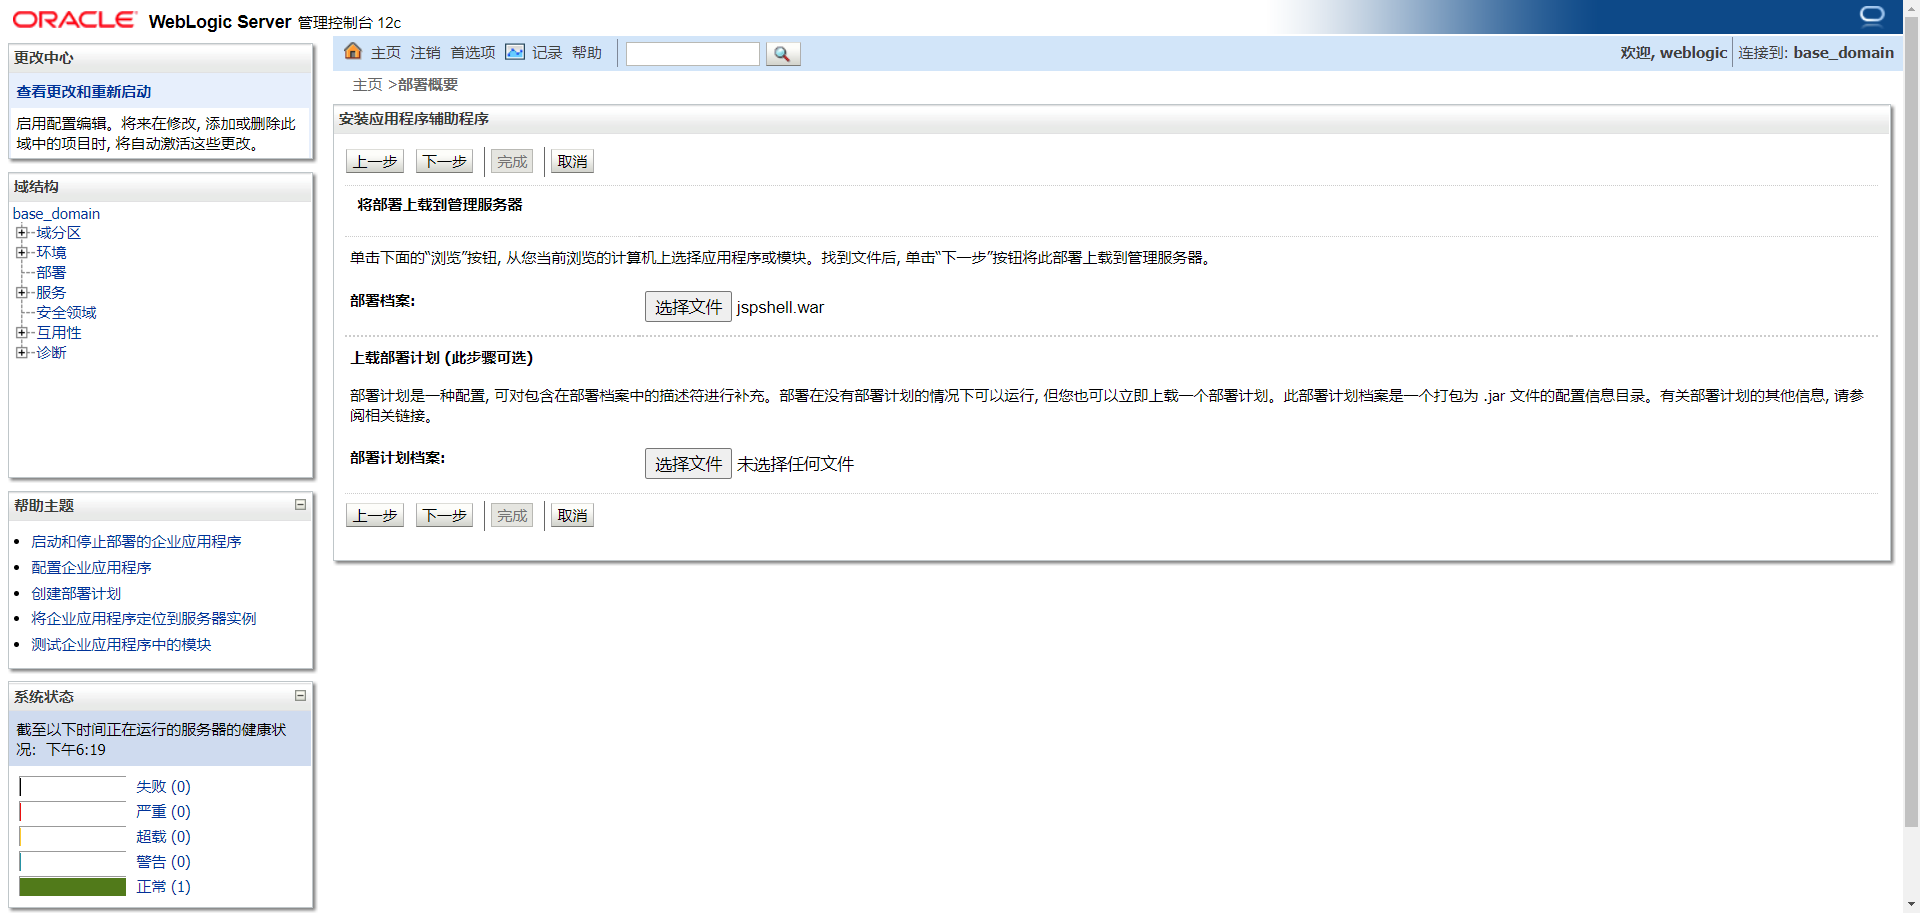 ORACLE WebLogic Server 管理控制台 12c
更改中心
查看更改和重新启动
启用配置编辑。将来在修改, 添加或删除此
域中的项目时, 将自动激活这些更改。
域结构
base_domain
域分区
环境
部署
服务
安全领域
互用性
诊断
帮助主题
启动和停止部署的企业应用程序
配置企业应用程序
创建部署计划
将企业应用程序定位到服务器实例
测试企业应用程序中的模块
系统状态
截至以下时间正在运行的服务器的健康状
况: 下午6:19
失败 (0)
严重 (0)
超载 (0)
警告 (0)
正常 (1)
主页 注销 首选项 记录 帮助
欢迎, weblogic 连接到: base_domain
主页 >部署概要
安装应用程序辅助程序
上一步 下一步 完成 取消
将部署上载到管理服务器
单击下面的“浏览”按钮, 从您当前浏览的计算机上选择应用程序或模块。找到文件后, 单击“下一步”按钮将此部署上载到管理服务器。
部署档案: 选择文件 jspshell.war
上载部署计划 (此步骤可选)
部署计划是一种配置, 可对包含在部署档案中的描述符进行补充。部署在没有部署计划的情况下可以运行, 但您也可以立即上载一个部署计划。此部署计划档案是一个打包为 .jar 文件的配置信息目录。有关部署计划的其他信息, 请参
阅相关链接。
部署计划档案: 选择文件 未选择任何文件
上一步 下一步 完成 取消